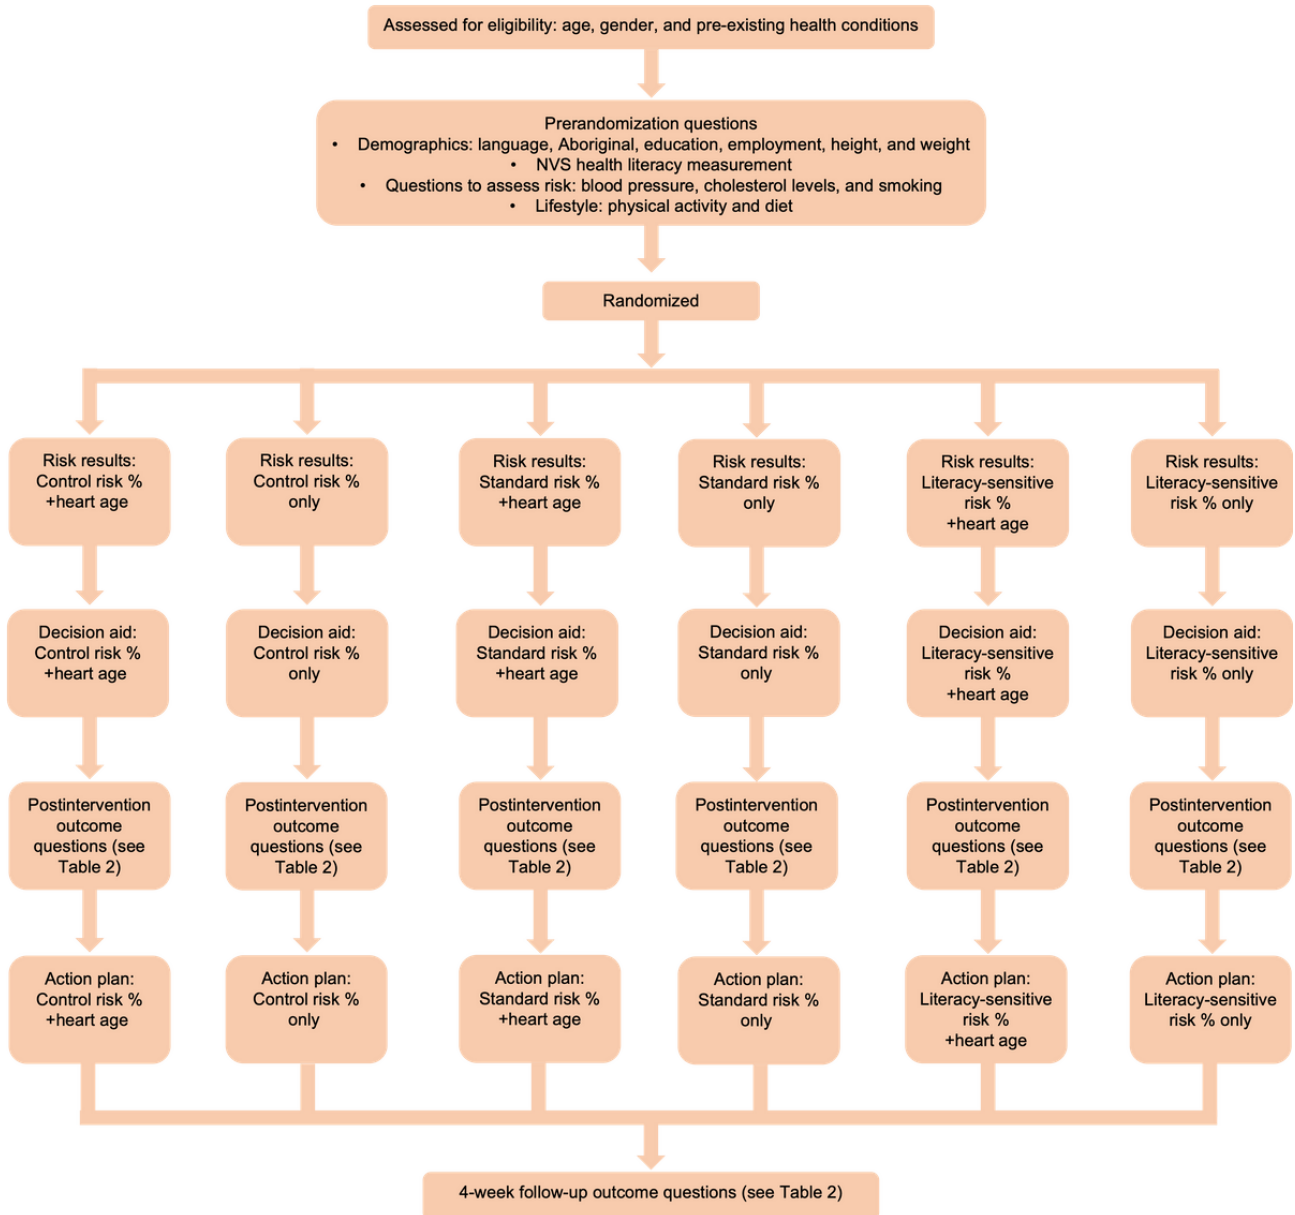 Assessed for eligibility: age, gender, and pre-existing health conditions
Prerandomization questions
• Demographics: language, Aboriginal, education, employment, height, and weight
• NVS health literacy measurement
• Questions to assess risk: blood pressure, cholesterol levels, and smoking
• Lifestyle: physical activity and diet
Randomized
Risk results:
Control risk %
+heart age
Risk results:
Control risk %
only
Risk results:
Standard risk %
+heart age
Risk results:
Standard risk %
only
Risk results:
Literacy-sensitive
risk %
+heart age
Risk results:
Literacy-sensitive
risk % only
Decision aid:
Control risk %
+heart age
Decision aid:
Control risk %
only
Decision aid:
Standard risk %
+heart age
Decision aid:
Standard risk %
only
Decision aid:
Literacy-sensitive
risk %
+heart age
Decision aid:
Literacy-sensitive
risk % only
Postintervention
outcome
questions (see
Table 2)
Postintervention
outcome
questions (see
Table 2)
Postintervention
outcome
questions (see
Table 2)
Postintervention
outcome
questions (see
Table 2)
Postintervention
outcome
questions (see
Table 2)
Postintervention
outcome
questions (see
Table 2)
Action plan:
Control risk %
+heart age
Action plan:
Control risk %
only
Action plan:
Standard risk %
+heart age
Action plan:
Standard risk %
only
Action plan:
Literacy-sensitive
risk %
+heart age
Action plan:
Literacy-sensitive
risk % only
4-week follow-up outcome questions (see Table 2)